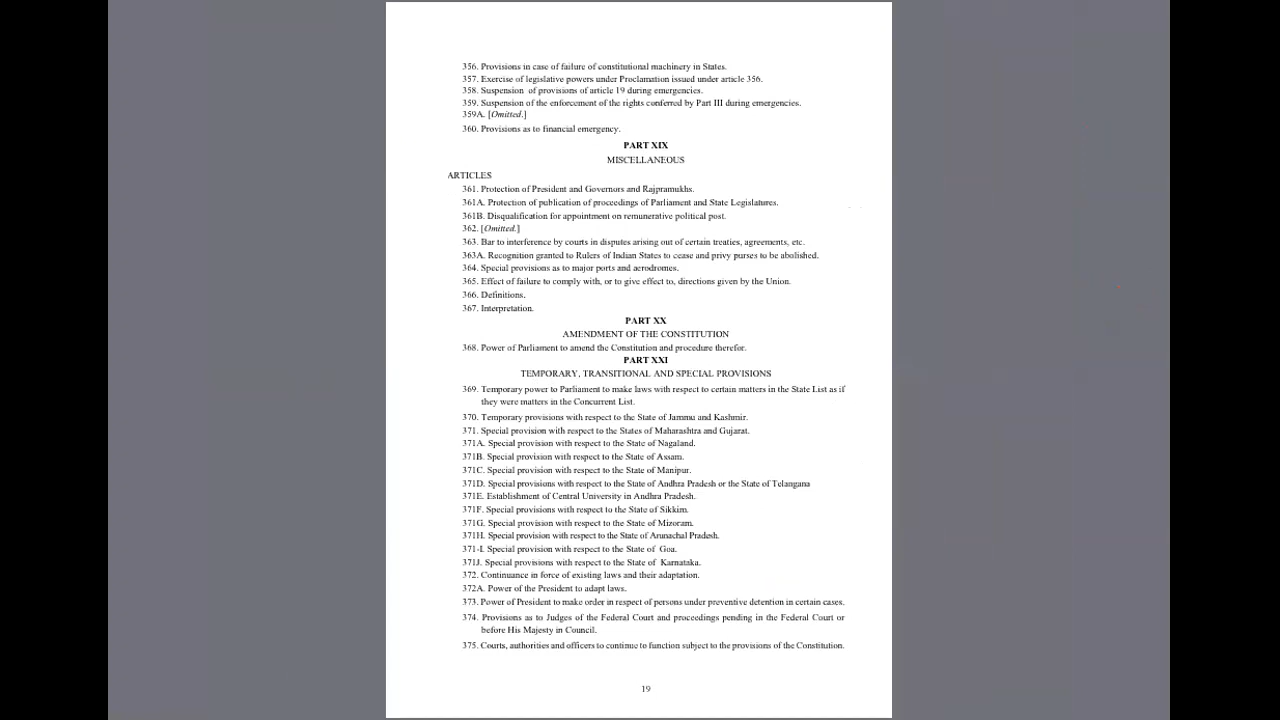 356. Provisions in case of failure of constitutional machinery in States.
357. Exercise of legislative powers under Proclamation issued under article 356.
358. Suspension of provisions of article 19 during emergencies.
359. Suspension of the enforcement of the rights conferred by Part III during emergencies.
359A. [Omitted.]
360. Provisions as to financial emergency.
PART XIX
MISCELLANEOUS
ARTICLES
361. Protection of President and Governors and Rajpramukhs.
361A. Protection of publication of proceedings of Parliament and State Legislatures.
361B. Disqualification for appointment on remunerative political post.
362. [Omitted.]
363. Bar to interference by courts in disputes arising out of certain treaties, agreements, etc.
363A. Recognition granted to Rulers of Indian States to cease and privy purses to be abolished.
364. Special provisions as to major ports and aerodromes.
365. Effect of failure to comply with, or to give effect to, directions given by the Union.
366. Definitions.
367. Interpretation.
PART XX
AMENDMENT OF THE CONSTITUTION
368. Power of Parliament to amend the Constitution and procedure therefor.
PART XXI
TEMPORARY, TRANSITIONAL AND SPECIAL PROVISIONS
369. Temporary power to Parliament to make laws with respect to certain matters in the State List as if
they were matters in the Concurrent List.
370. Temporary provisions with respect to the State of Jammu and Kashmir.
371. Special provision with respect to the States of Maharashtra and Gujarat.
371A. Special provision with respect to the State of Nagaland.
371B. Special provision with respect to the State of Assam.
371C. Special provision with respect to the State of Manipur.
371D. Special provisions with respect to the State of Andhra Pradesh or the State of Telangana
371E. Establishment of Central University in Andhra Pradesh.
371F. Special provisions with respect to the State of Sikkim.
371G. Special provision with respect to the State of Mizoram.
371H. Special provision with respect to the State of Arunachal Pradesh.
371-I. Special provision with respect to the State of Goa.
371J. Special provisions with respect to the State of Karnataka.
372. Continuance in force of existing laws and their adaptation.
372A. Power of the President to adapt laws.
373. Power of President to make order in respect of persons under preventive detention in certain cases.
374. Provisions as to Judges of the Federal Court and proceedings pending in the Federal Court or
before His Majesty in Council.
375. Courts, authorities and officers to continue to function subject to the provisions of the Constitution.
19